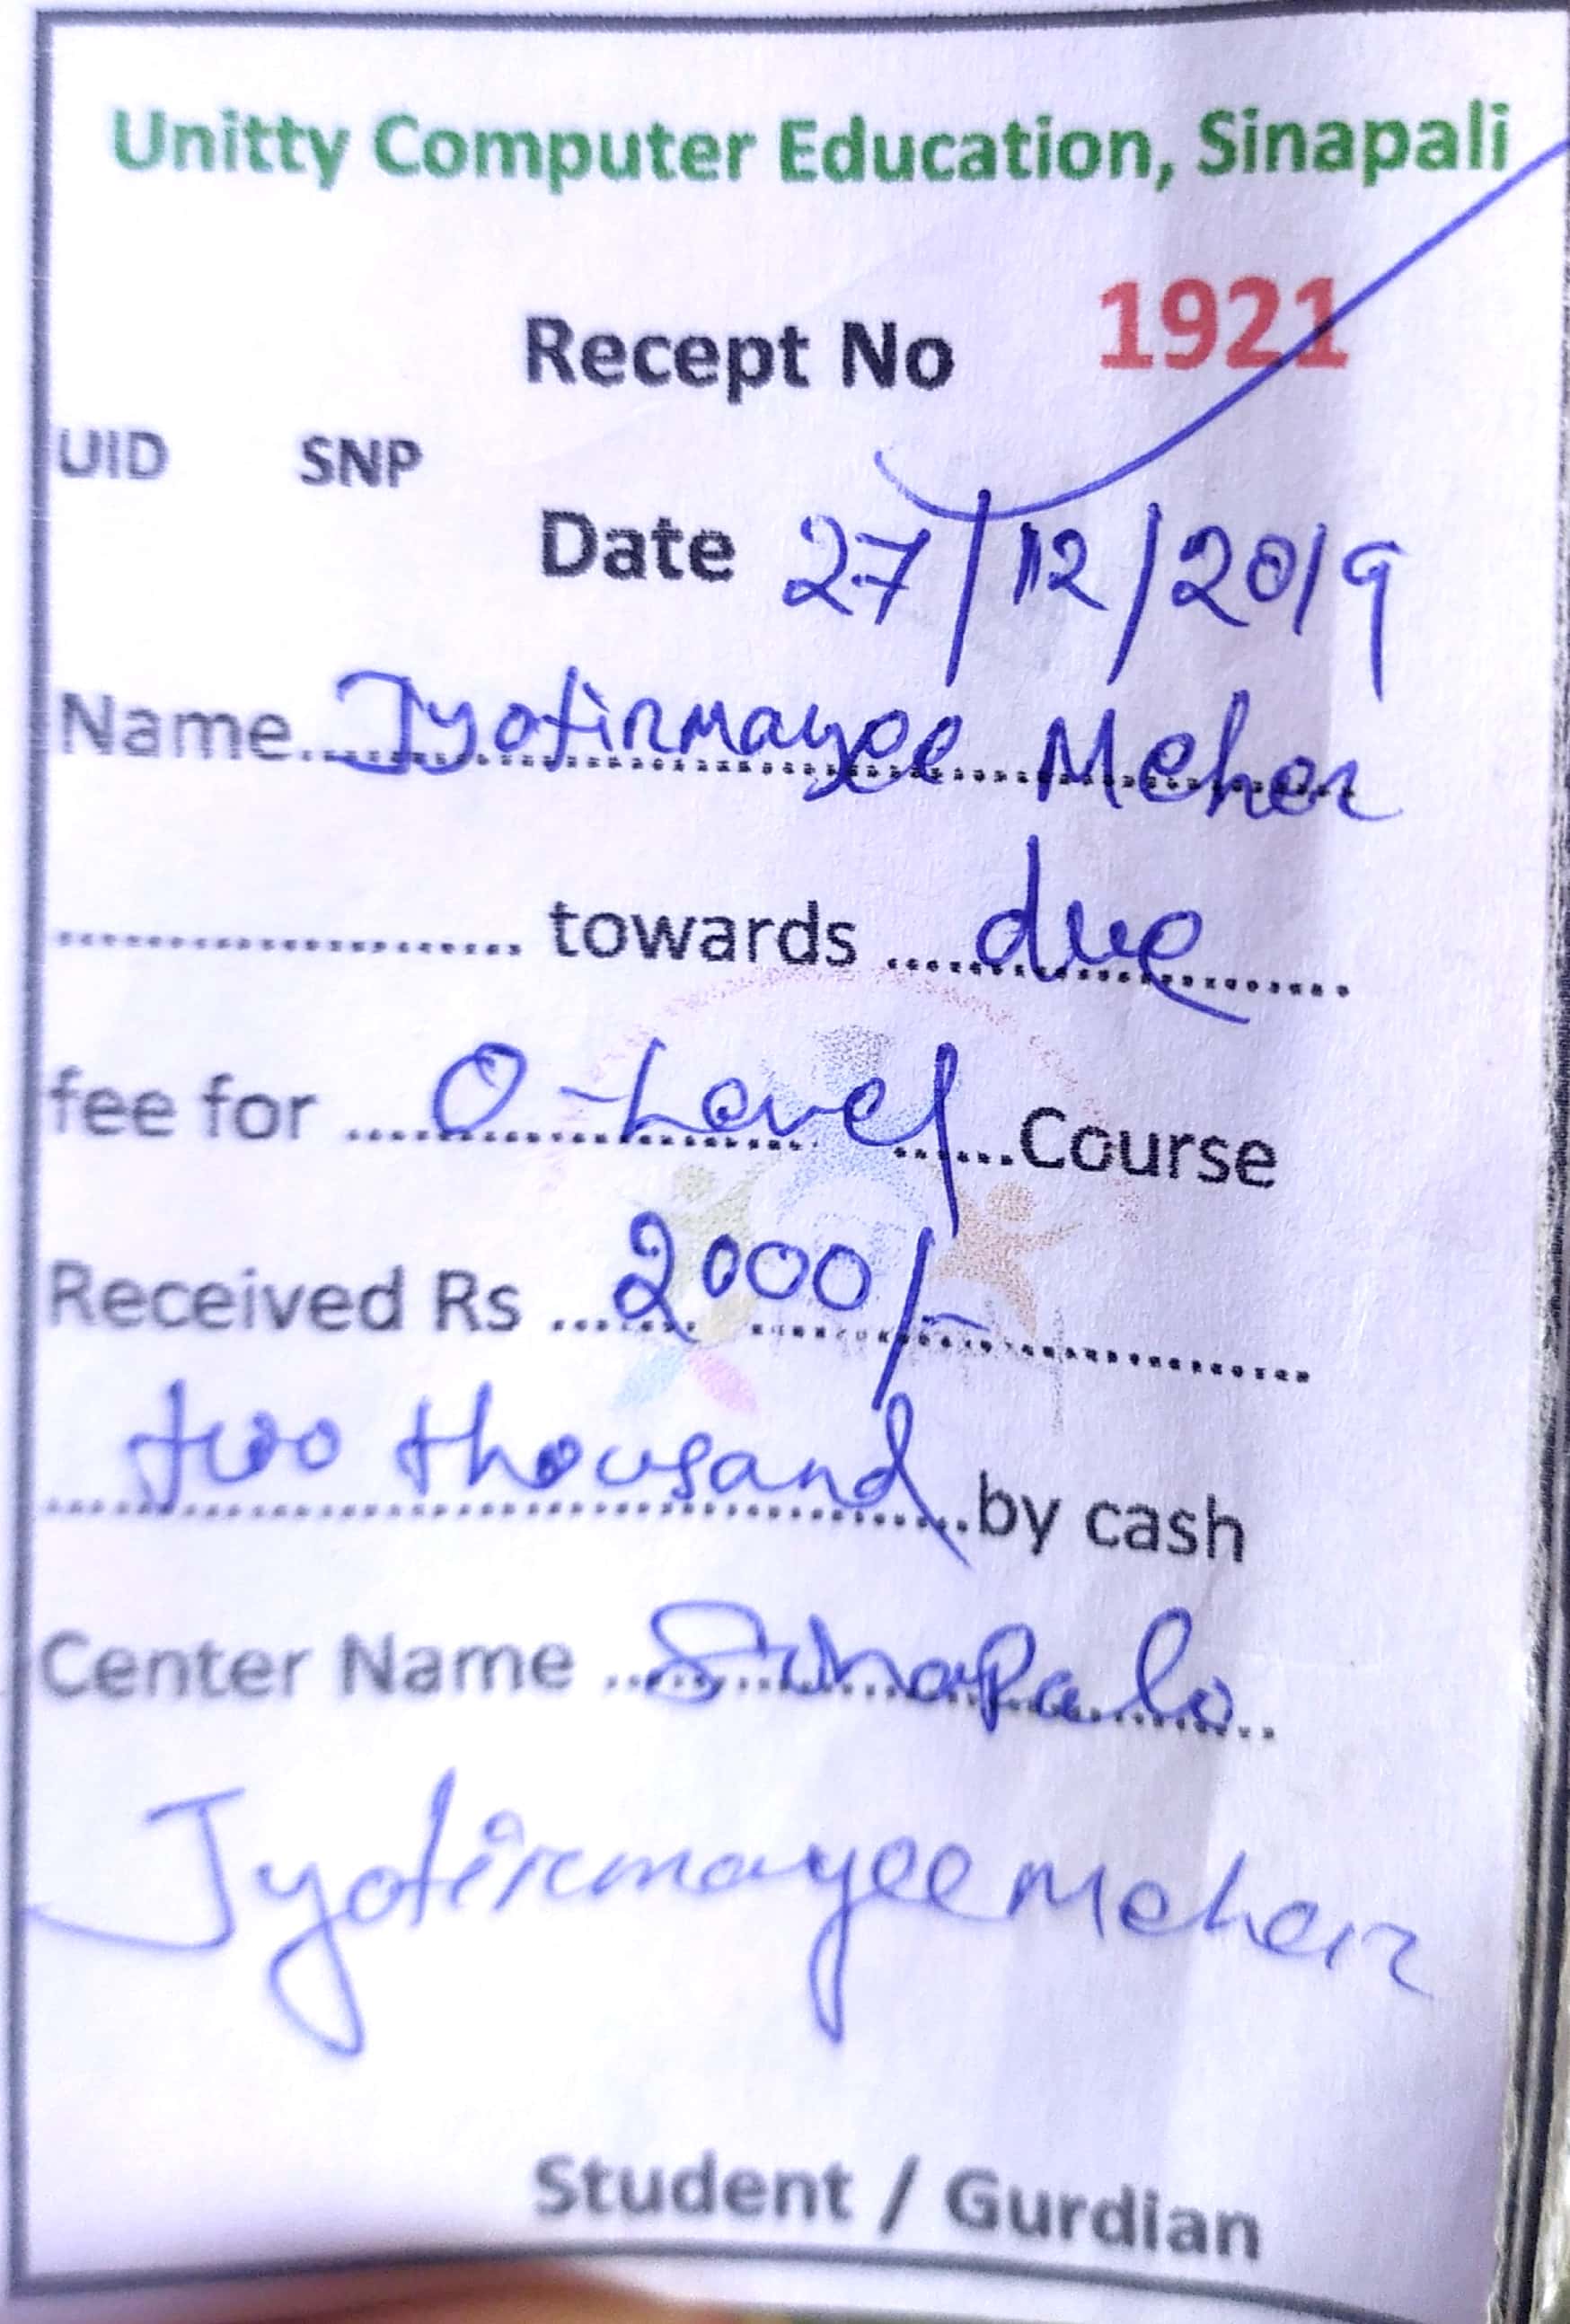 Unitty Computer Education, Sinapali
Recept No 1921
UID SNP
Date 27/12/2019
Name Jyotirmayee Meher
towards due
fee for O-Level Course
Received Rs 2000/-
two thousand by cash
Center Name Sinapali
Jyotirmayee Meher
Student / Gurdian